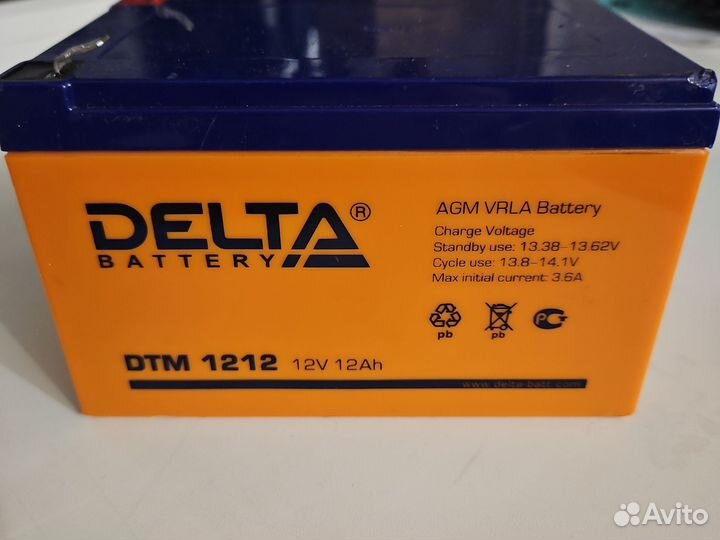 DELTA®
BATTERY
AGM VRLA Battery
Charge Voltage
Standby use: 13.38-13.62V
Cycle use: 13.8-14.1V
Max initial current: 3.6A
pb
pb
PG
DTM 1212 12V 12Ah
www.delta-batt.com
Avito